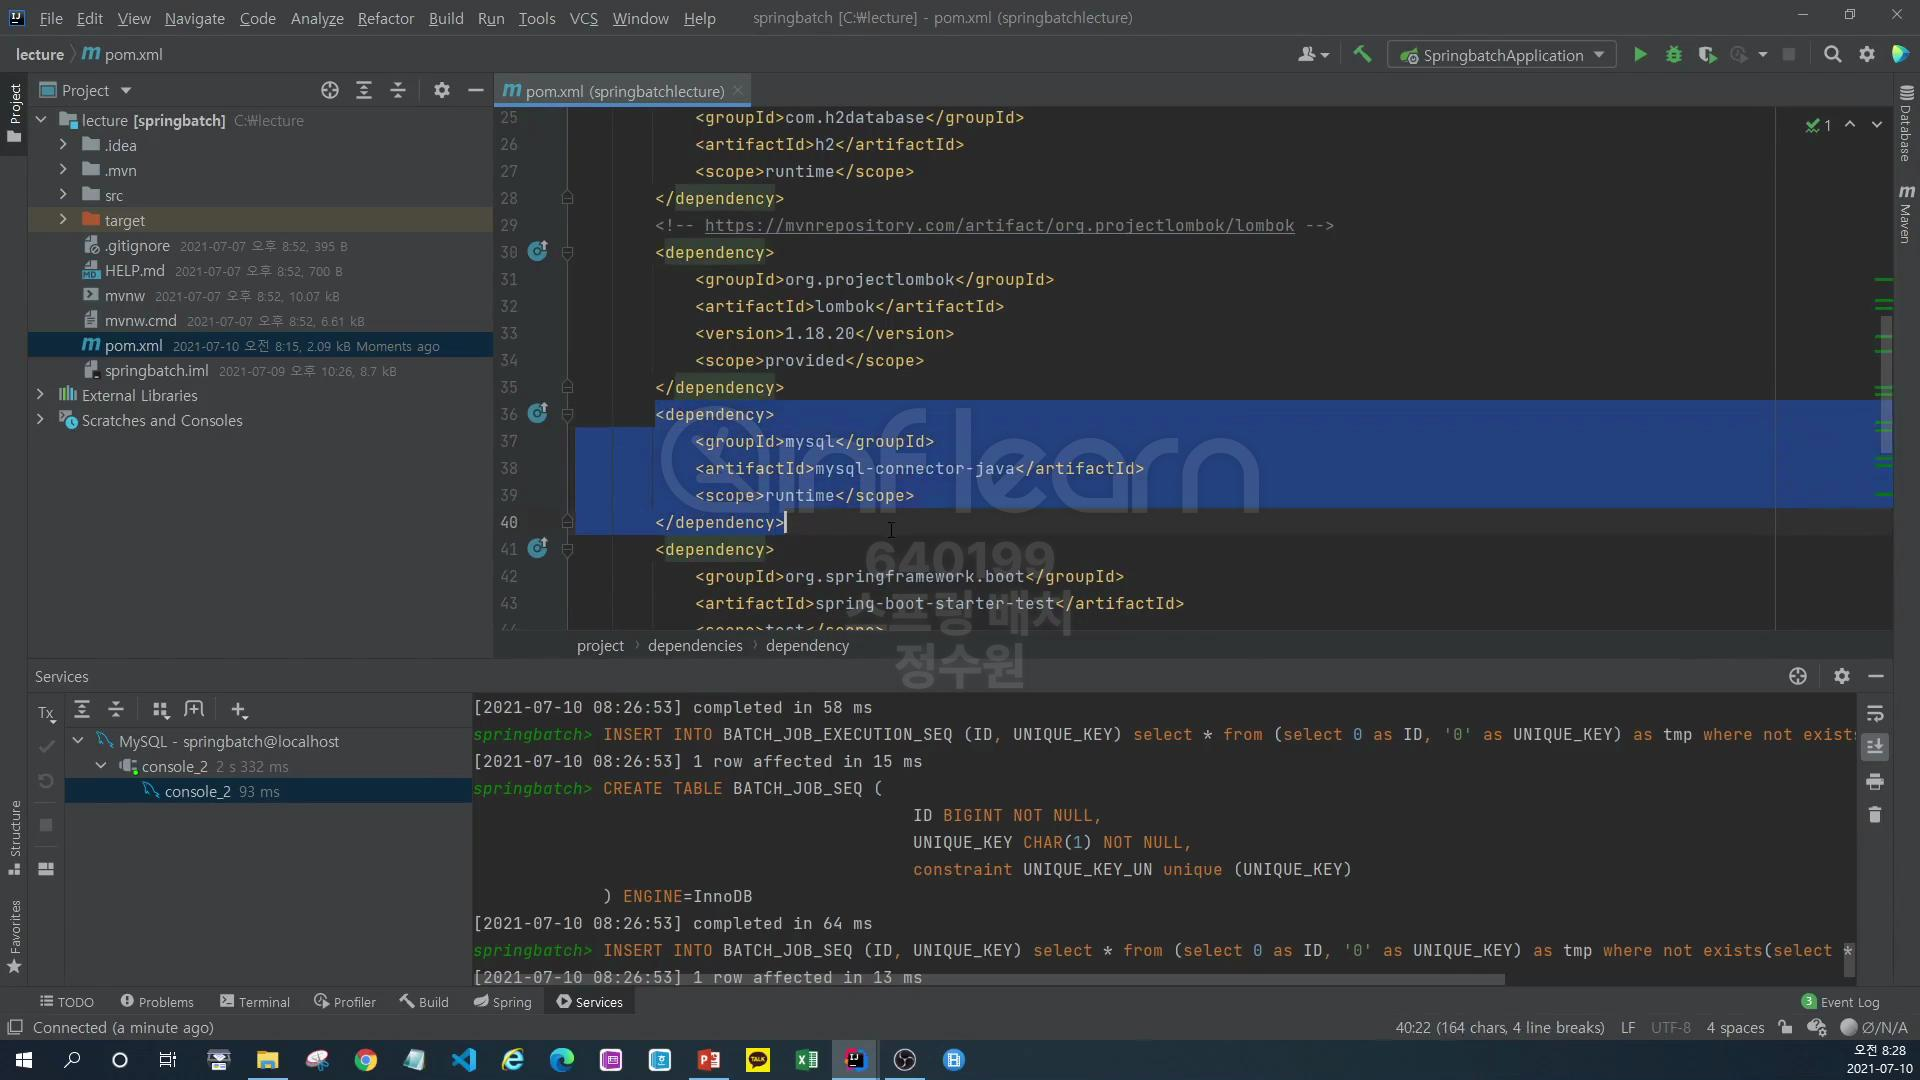 File Edit View Navigate Code Analyze Refactor Build Run Tools VCS Window Help springbatch [C:₩lecture] - pom.xml (springbatchlecture)
lecture pom.xml SpringbatchApplication
Project pom.xml (springbatchlecture)
Project
lecture [springbatch] C:₩lecture
.idea
.mvn
src
target
.gitignore 2021-07-07 오후 8:52, 395 B
HELP.md 2021-07-07 오후 8:52, 700 B
mvnw 2021-07-07 오후 8:52, 10.07 kB
mvnw.cmd 2021-07-07 오후 8:52, 6.61 kB
pom.xml 2021-07-10 오전 8:15, 2.09 kB Moments ago
springbatch.iml 2021-07-09 오후 10:26, 8.7 kB
External Libraries
Scratches and Consoles
25 <groupId>com.h2database</groupId>
26 <artifactId>h2</artifactId>
27 <scope>runtime</scope>
28 </dependency>
29 <!-- https://mvnrepository.com/artifact/org.projectlombok/lombok -->
30 <dependency>
31 <groupId>org.projectlombok</groupId>
32 <artifactId>lombok</artifactId>
33 <version>1.18.20</version>
34 <scope>provided</scope>
35 </dependency>
36 <dependency>
37 <groupId>mysql</groupId>
38 <artifactId>mysql-connector-java</artifactId>
39 <scope>runtime</scope>
40 </dependency>
41 <dependency>
42 <groupId>org.springframework.boot</groupId>
43 <artifactId>spring-boot-starter-test</artifactId>
44 <scope>test</scope>
1
Database
Maven
inflearn
640199
스프링 배치
정수원
project dependencies dependency
Services
Tx
MySQL - springbatch@localhost
console_2 2 s 332 ms
console_2 93 ms
Structure
Favorites
[2021-07-10 08:26:53] completed in 58 ms
springbatch> INSERT INTO BATCH_JOB_EXECUTION_SEQ (ID, UNIQUE_KEY) select * from (select 0 as ID, '0' as UNIQUE_KEY) as tmp where not exists
[2021-07-10 08:26:53] 1 row affected in 15 ms
springbatch> CREATE TABLE BATCH_JOB_SEQ (
ID BIGINT NOT NULL,
UNIQUE_KEY CHAR(1) NOT NULL,
constraint UNIQUE_KEY_UN unique (UNIQUE_KEY)
) ENGINE=InnoDB
[2021-07-10 08:26:53] completed in 64 ms
springbatch> INSERT INTO BATCH_JOB_SEQ (ID, UNIQUE_KEY) select * from (select 0 as ID, '0' as UNIQUE_KEY) as tmp where not exists(select *
[2021-07-10 08:26:53] 1 row affected in 13 ms
TODO Problems Terminal Profiler Build Spring Services 3 Event Log
Connected (a minute ago) 40:22 (164 chars, 4 line breaks) LF UTF-8 4 spaces Ø/N/A
오전 8:28
2021-07-10